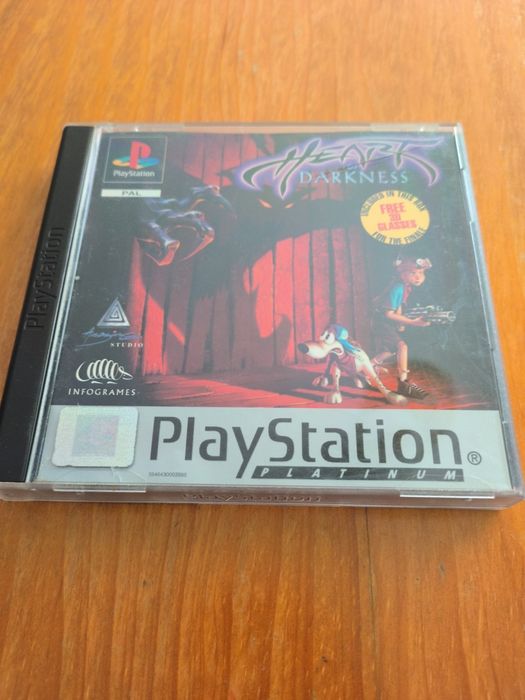 PlayStation
PAL
HEART
DARKNESS
INCLUDED IN THIS BOX
FREE
3D
GLASSES
FOR THE FINALE
PlayStation
STUDIO
INFOGRAMES
PlayStation®
PLATINUM
PlayStation